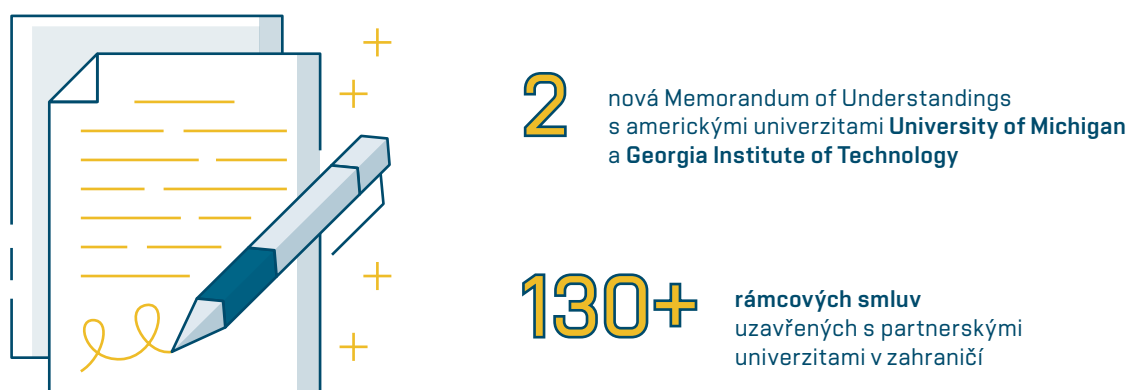 2
nová Memorandum of Understandings
s americkými univerzitami University of Michigan
a Georgia Institute of Technology
130+
rámcových smluv
uzavřených s partnerskými
univerzitami v zahraničí